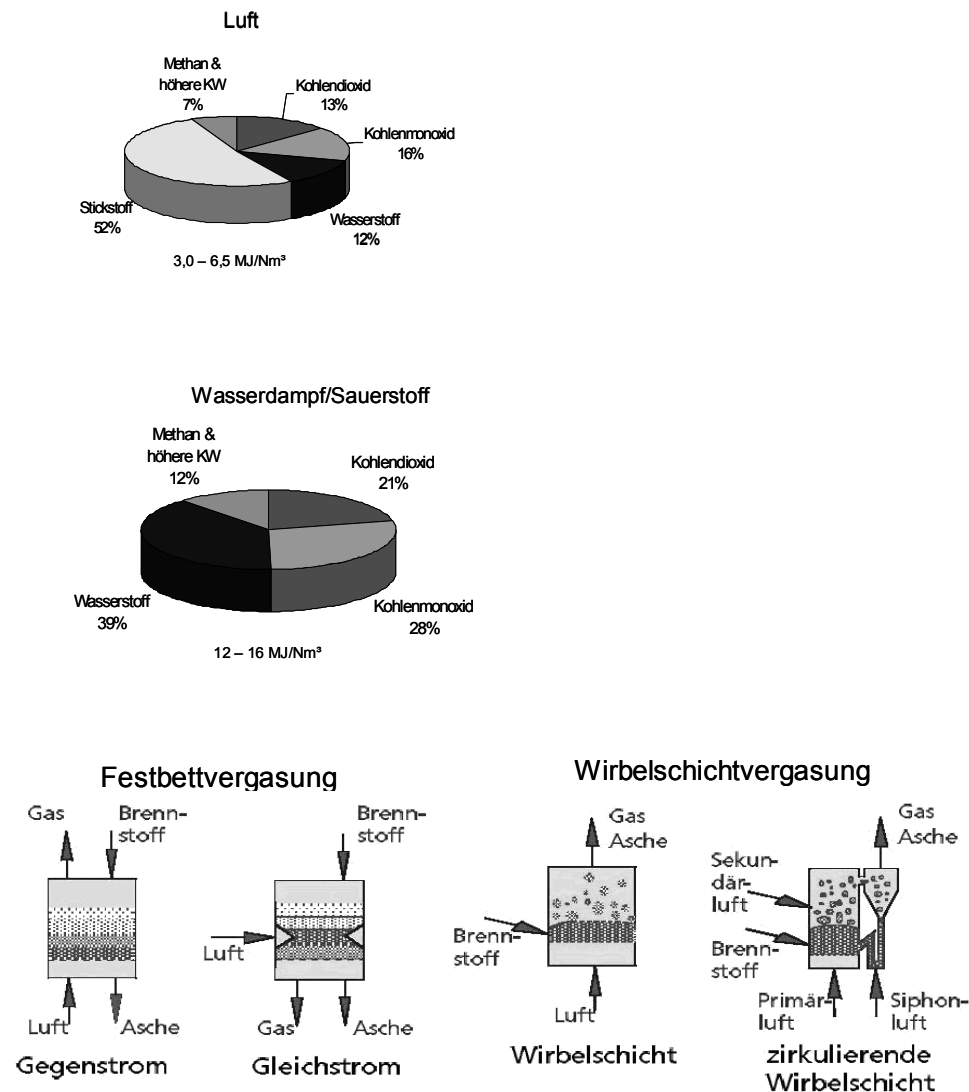 Luft
Methan &
höhere KW
7%
Kohlendioxid
13%
Kohlenmonoxid
16%
Stickstoff
52%
Wasserstoff
12%
3,0 – 6,5 MJ/Nm³
Wasserdampf/Sauerstoff
Methan &
höhere KW
12%
Kohlendioxid
21%
Wasserstoff
39%
Kohlenmonoxid
28%
12 – 16 MJ/Nm³
Festbettvergasung
Gas
Brenn-
stoff
Luft
Asche
Gegenstrom
Brenn-
stoff
Luft
Gas
Asche
Gleichstrom
Wirbelschichtvergasung
Gas
Asche
Brenn-
stoff
Luft
Wirbelschicht
Gas
Asche
Sekun-
där-
luft
Brenn-
stoff
Primär-
luft
Siphon-
luft
zirkulierende
Wirbelschicht